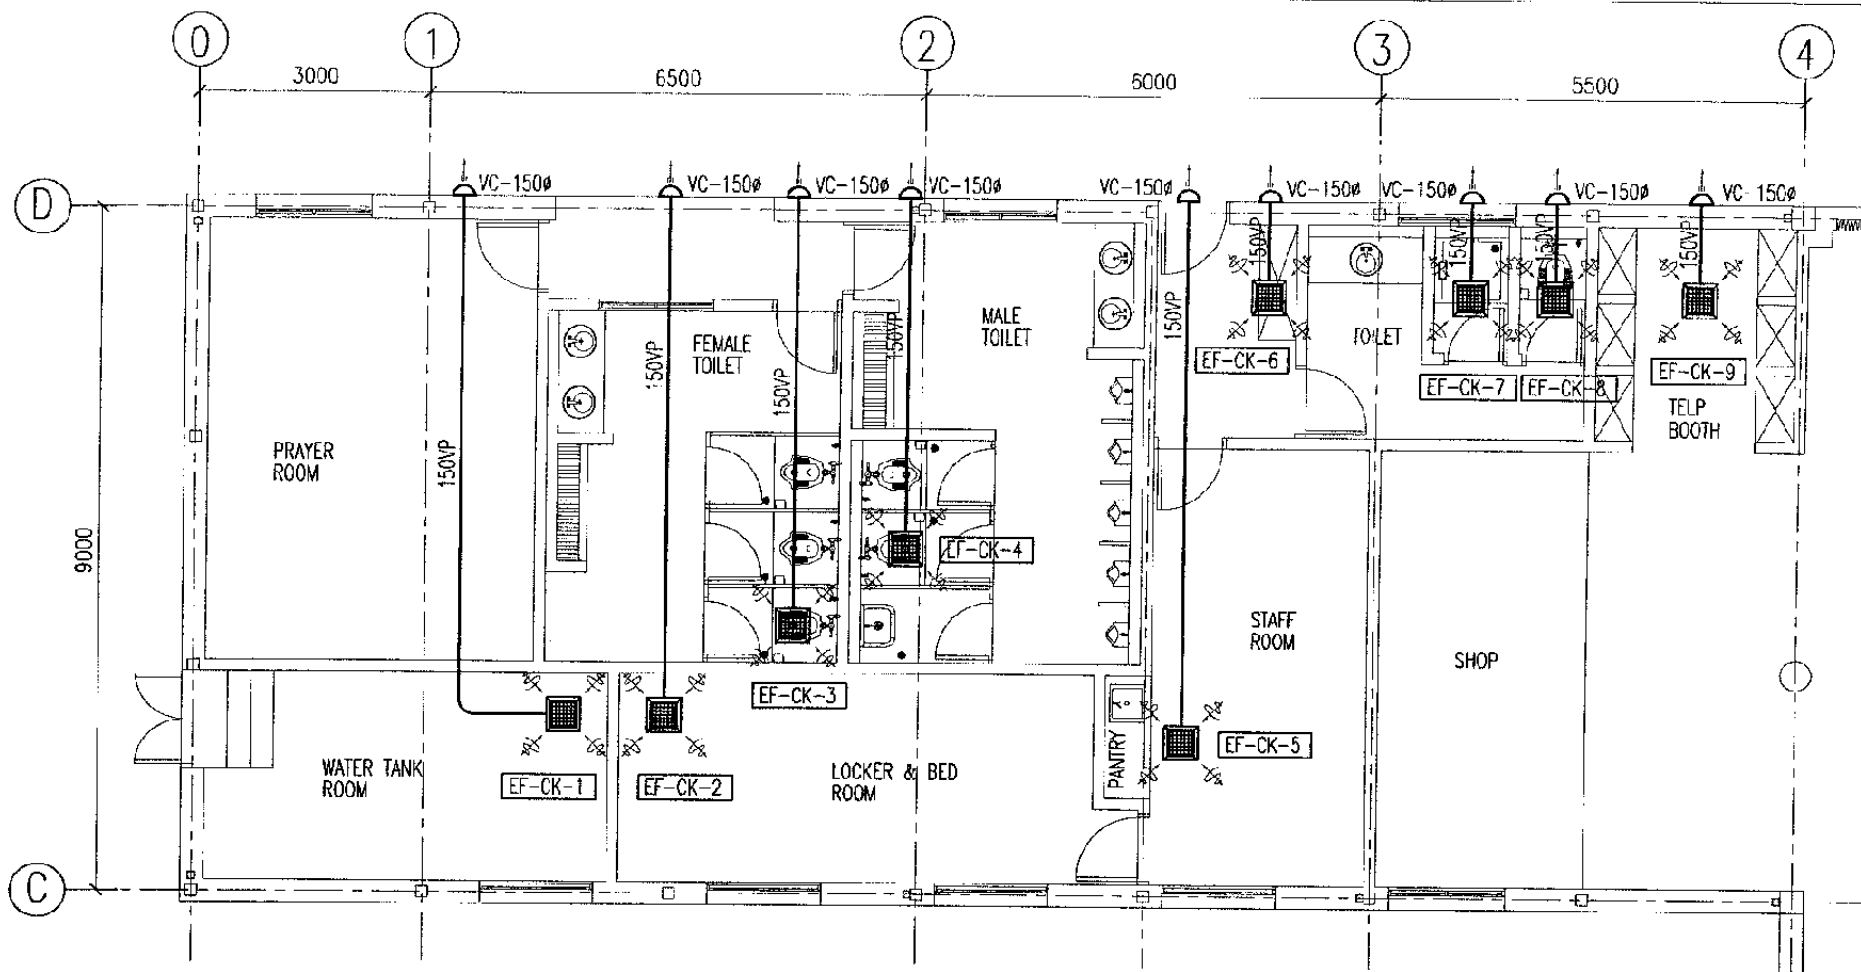 0
1
2
3
4
3000
6500
6000
5500
D
VC-150ø
VC-150ø
VC-150ø
VC-150ø
VC-150ø
VC-150ø
VC-150ø
VC-150ø
VC-150ø
150VP
150VP
150VP
150VP
150VP
150VP
150VP
150VP
150VP
MALE
TOILET
FEMALE
TOILET
TOILET
EF-CK-6
EF-CK-7
EF-CK-8
EF-CK-9
TELP
BOOTH
PRAYER
ROOM
9000
EF-CK-4
STAFF
ROOM
SHOP
EF-CK-3
EF-CK-5
PANTRY
WATER TANK
ROOM
EF-CK-1
EF-CK-2
LOCKER & BED
ROOM
C